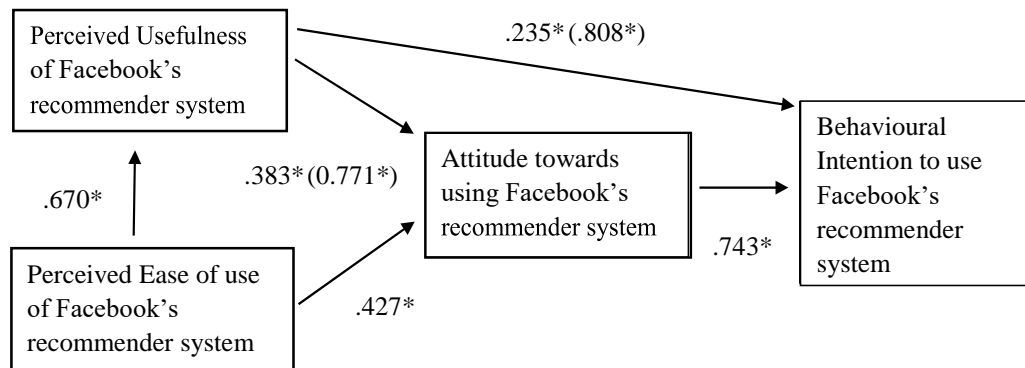 Perceived Usefulness
of Facebook’s
recommender system
.235* (.808*)
Behavioural
Intention to use
Facebook’s
recommender
system
Attitude towards
using Facebook’s
recommender system
.383* (0.771*)
.670*
.743*
Perceived Ease of use
of Facebook’s
recommender system
.427*